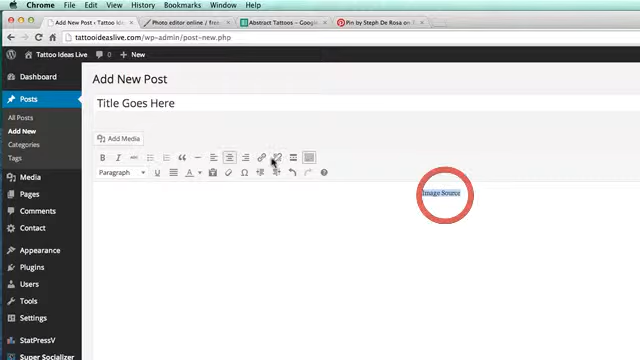 Chrome File Edit View History Bookmarks Window Help
Add New Post ‹ Tattoo Ideas
Photo editor online / free
Abstract Tattoos – Google
Pin by Steph De Rosa on
tattooideaslive.com/wp-admin/post-new.php
Tattoo Ideas Live 0 + New
Dashboard
Posts
All Posts
Add New
Categories
Tags
Media
Pages
Comments
Contact
Appearance
Plugins
Users
Tools
Settings
StatPressV
Super Socializer
Add New Post
Title Goes Here
Add Media
B I ABC
Paragraph U A Ω
Image Source